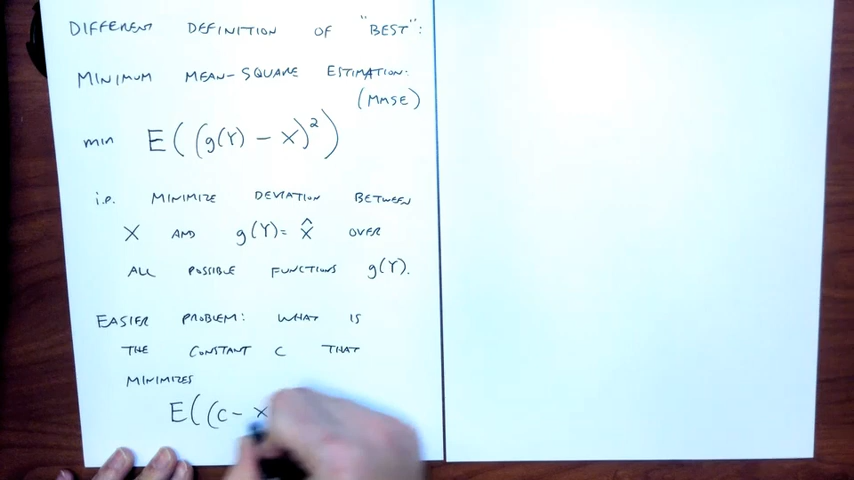 DIFFERENT DEFINITION OF "BEST":
MINIMUM MEAN-SQUARE ESTIMATION:
(MMSE)
min E((g(Y) - X)²)
i.e. MINIMIZE DEVIATION BETWEEN
X AND g(Y) = X̂ OVER
ALL POSSIBLE FUNCTIONS g(Y).
EASIER PROBLEM: WHAT IS
THE CONSTANT C THAT
MINIMIZES
E((C - X